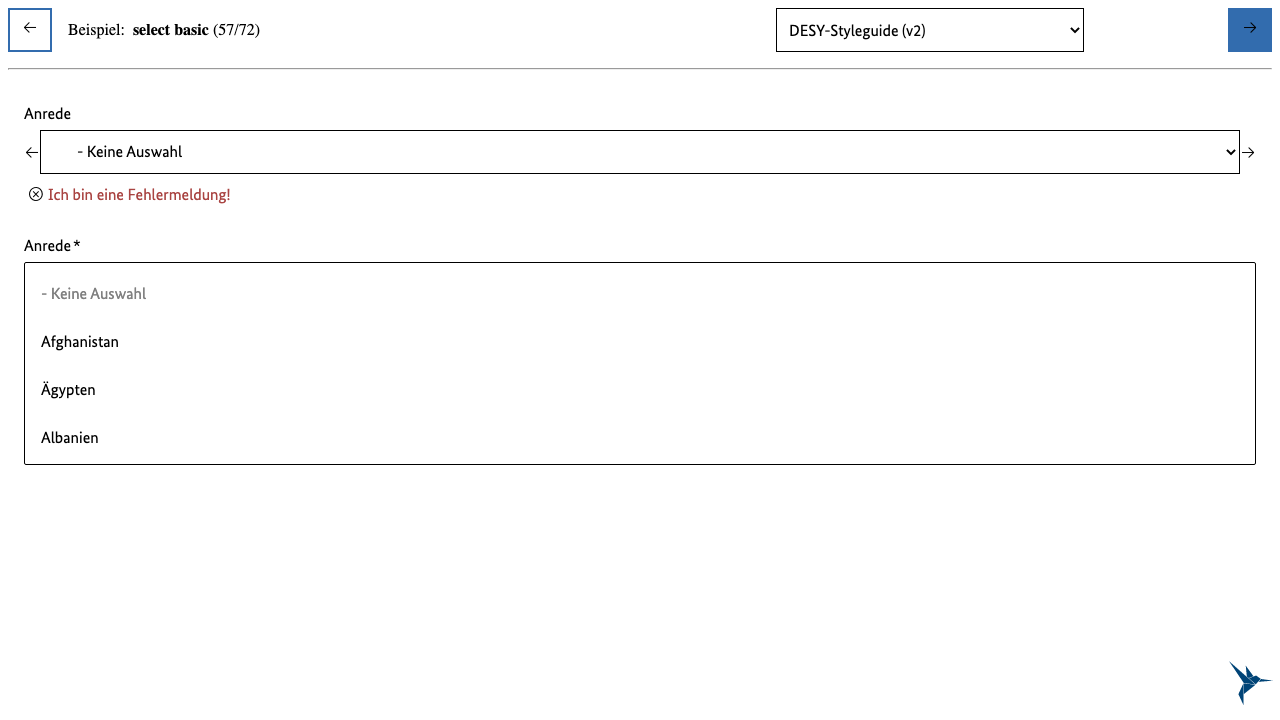 Beispiel: select basic (57/72)
DESY-Styleguide (v2)
Anrede
- Keine Auswahl
Ich bin eine Fehlermeldung!
Anrede *
- Keine Auswahl
Afghanistan
Ägypten
Albanien